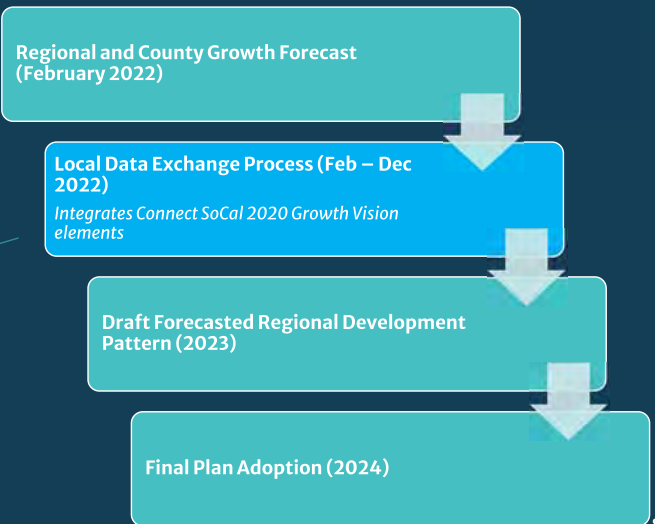 Regional and County Growth Forecast
(February 2022)
Local Data Exchange Process (Feb – Dec
2022)
Integrates Connect SoCal 2020 Growth Vision
elements
Draft Forecasted Regional Development
Pattern (2023)
Final Plan Adoption (2024)